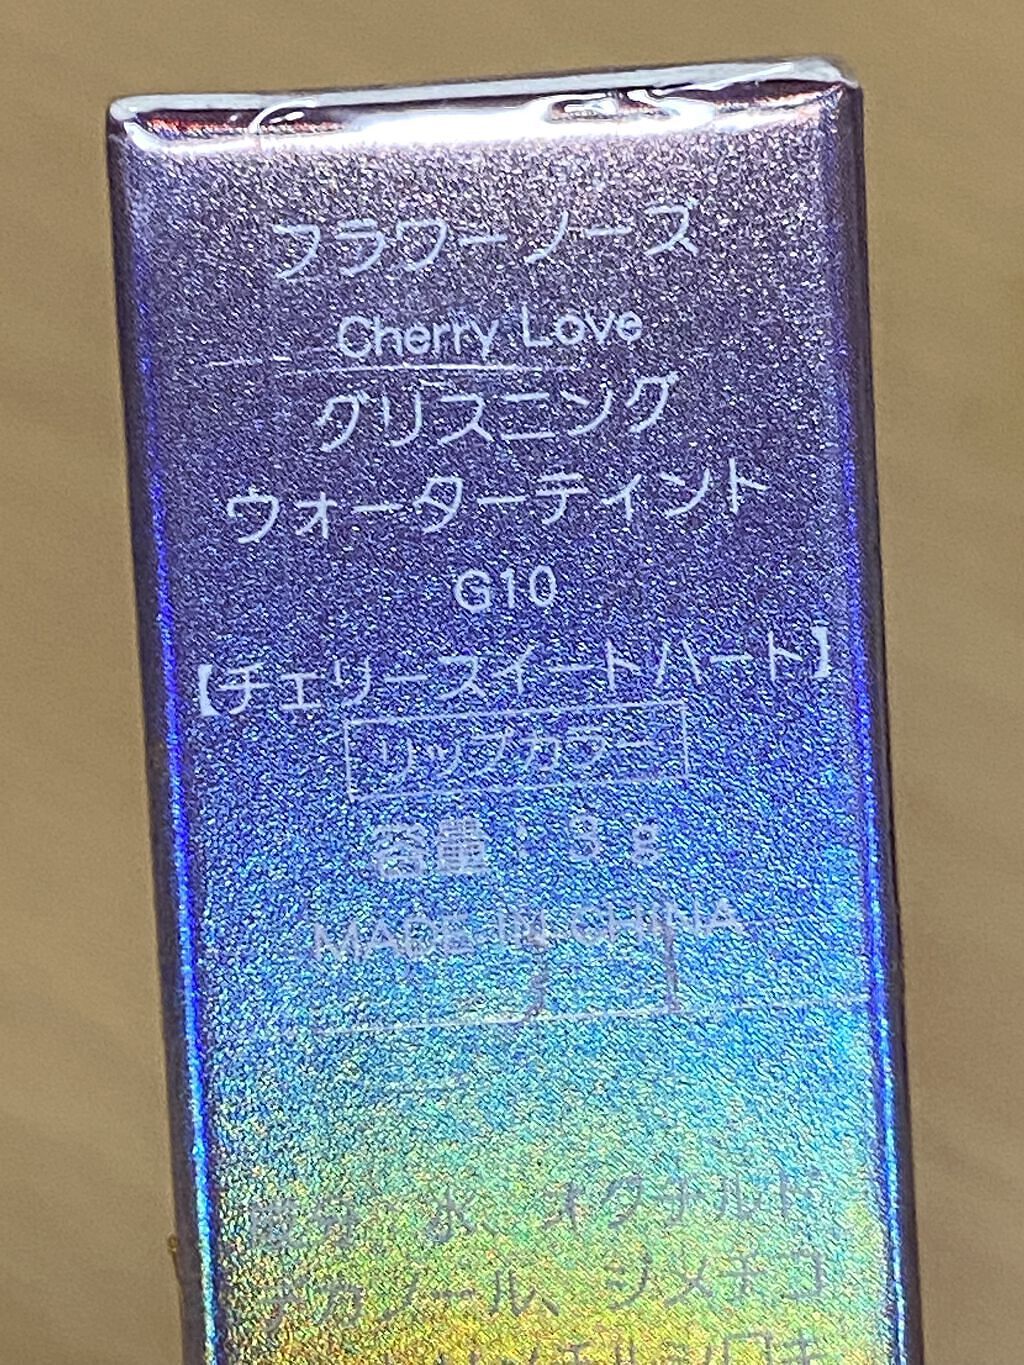 フラワーノーズ
Cherry Love
グリスニング
ウォーターティント
G10
【チェリースイートハート】
リップカラー
容量：3g
MADE IN CHINA
成分：水、オクチルド
デカノール、ジメチコ